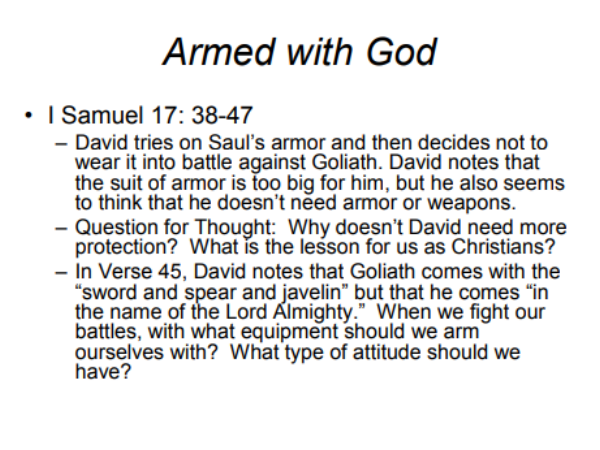 Armed with God
• I Samuel 17: 38-47
– David tries on Saul's armor and then decides not to
wear it into battle against Goliath. David notes that
the suit of armor is too big for him, but he also seems
to think that he doesn't need armor or weapons.
– Question for Thought:  Why doesn't David need more
protection?  What is the lesson for us as Christians?
– In Verse 45, David notes that Goliath comes with the
“sword and spear and javelin” but that he comes “in
the name of the Lord Almighty.”  When we fight our
battles, with what equipment should we arm
ourselves with?  What type of attitude should we
have?